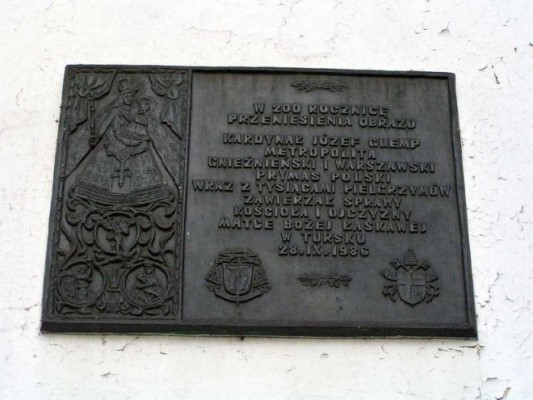 W 200 ROCZNICĘ
PRZENIESIENIA OBRAZU
KARDYNAŁ JÓZEF GLEMP
METROPOLITA
GNIEŹNIEŃSKI I WARSZAWSKI
PRYMAS POLSKI
WRAZ Z TYSIĄCAMI PIELGRZYMÓW
ZAWIERZAŁ SPRAWY
KOŚCIOŁA I OJCZYZNY
MATCE BOŻEJ ŁASKAWEJ
W TURSKU
28.IX.1986